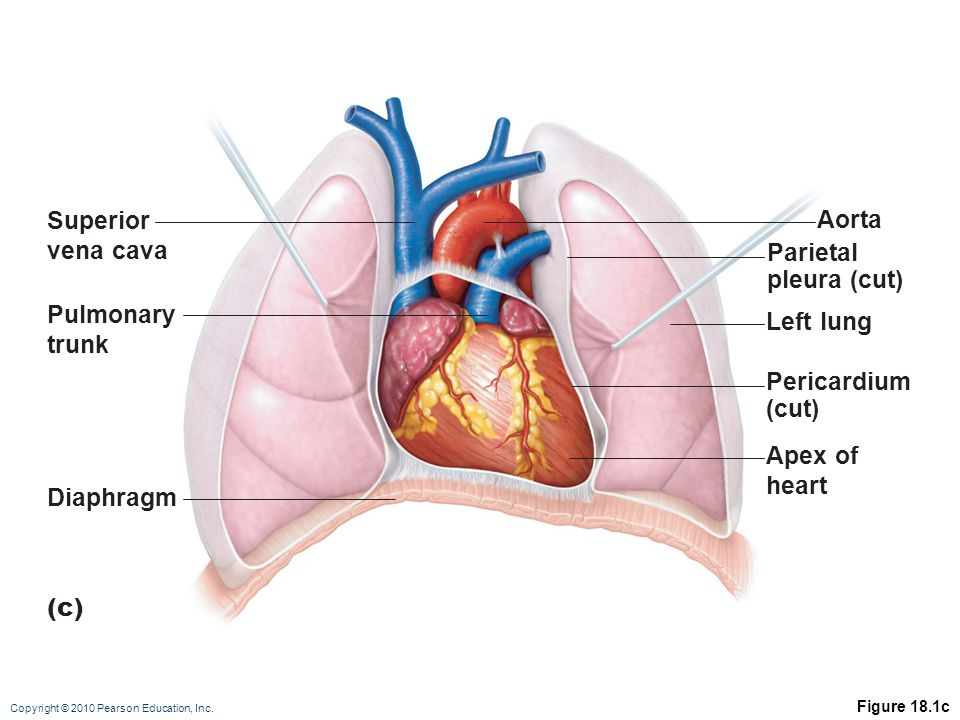 Superior
vena cava
Pulmonary
trunk
Diaphragm
(c)
Aorta
Parietal
pleura (cut)
Left lung
Pericardium
(cut)
Apex of
heart
Copyright © 2010 Pearson Education, Inc.
Figure 18.1c